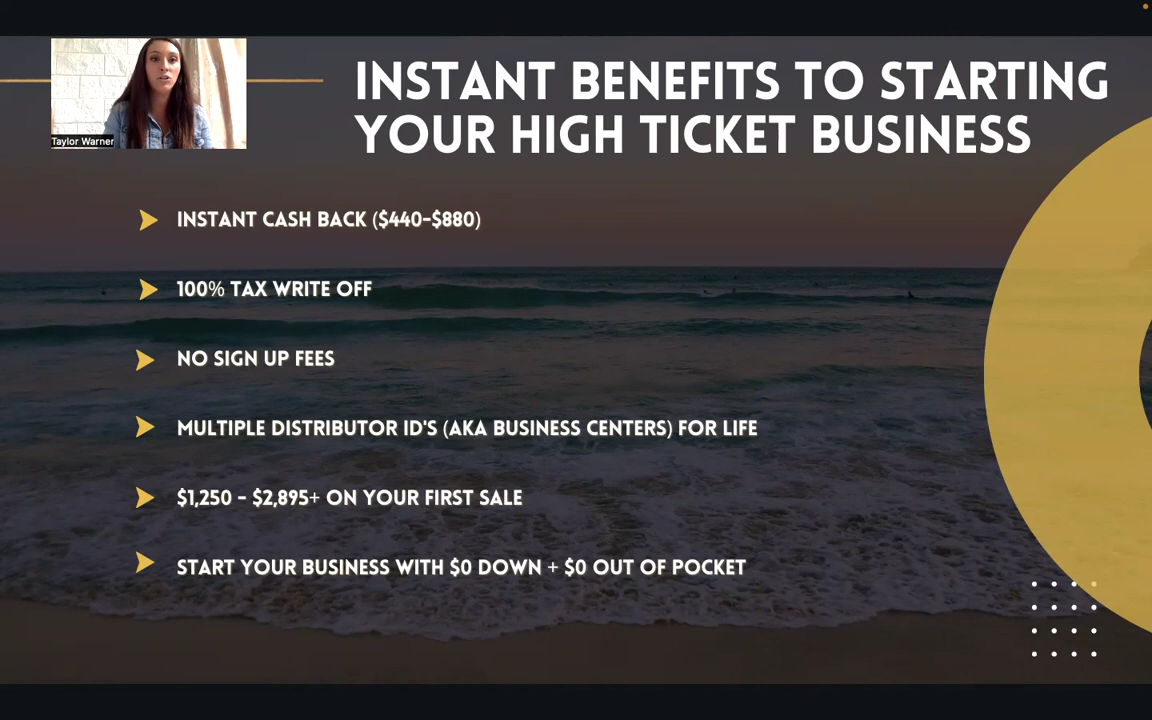 Taylor Warner
INSTANT BENEFITS TO STARTING
YOUR HIGH TICKET BUSINESS
INSTANT CASH BACK ($440-$880)
100% TAX WRITE OFF
NO SIGN UP FEES
MULTIPLE DISTRIBUTOR ID'S (AKA BUSINESS CENTERS) FOR LIFE
$1,250 - $2,895+ ON YOUR FIRST SALE
START YOUR BUSINESS WITH $0 DOWN + $0 OUT OF POCKET